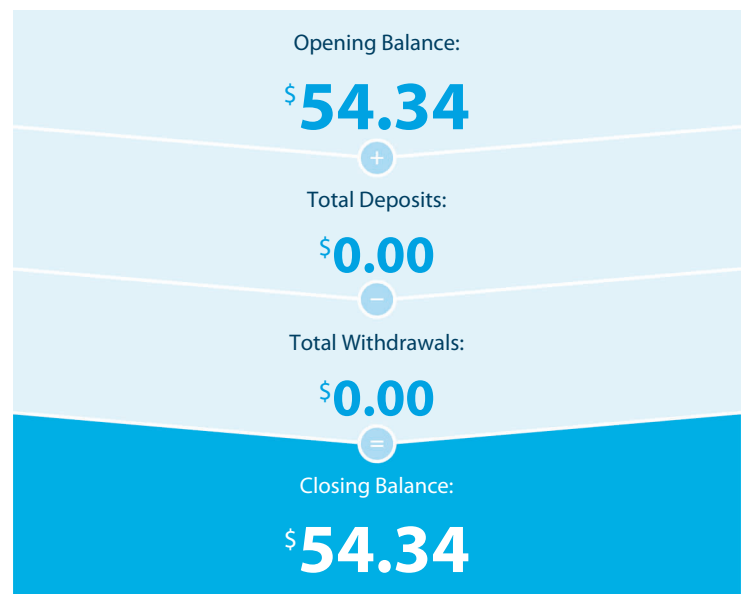 Opening Balance:
$54.34
+
Total Deposits:
$0.00
−
Total Withdrawals:
$0.00
=
Closing Balance:
$54.34